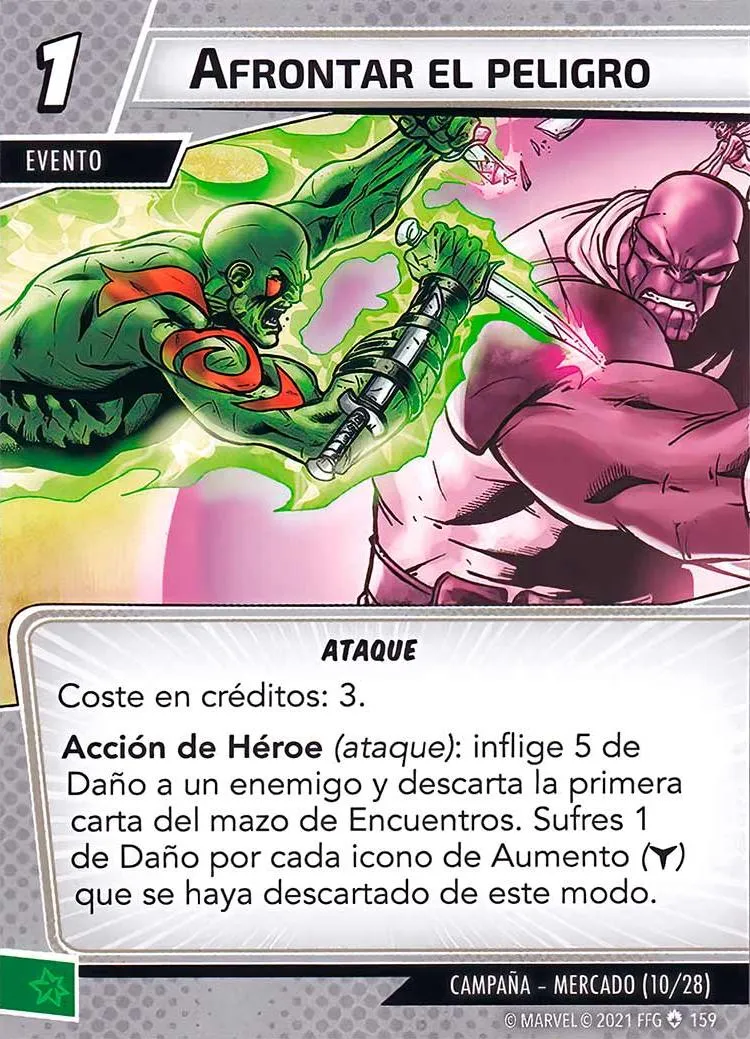 1
AFRONTAR EL PELIGRO
EVENTO
ATAQUE
Coste en créditos: 3.
Acción de Héroe (ataque): inflige 5 de
Daño a un enemigo y descarta la primera
carta del mazo de Encuentros. Sufres 1
de Daño por cada icono de Aumento ( )
que se haya descartado de este modo.
CAMPAÑA – MERCADO (10/28)
© MARVEL © 2021 FFG 159